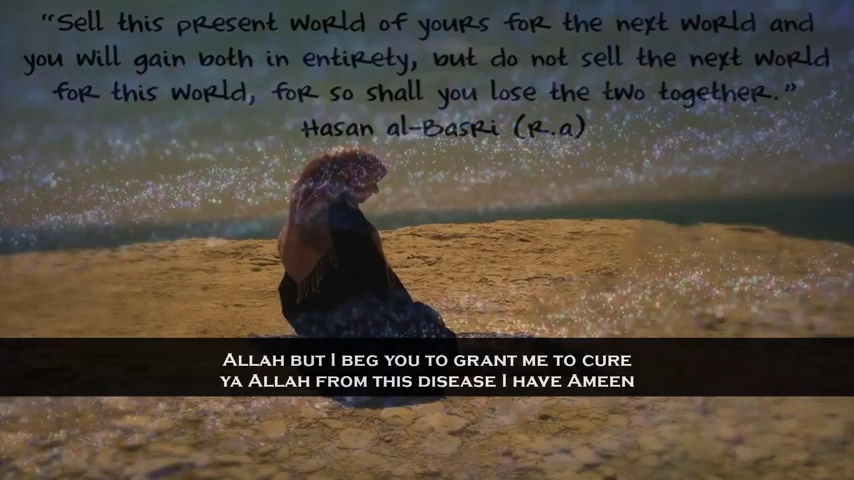 "Sell this present world of yours for the next world and
you will gain both in entirety, but do not sell the next world
for this world, for so shall you lose the two together."
Hasan al-Basri (r.a)
Allah but I beg you to grant me to cure
ya Allah from this disease I have Ameen